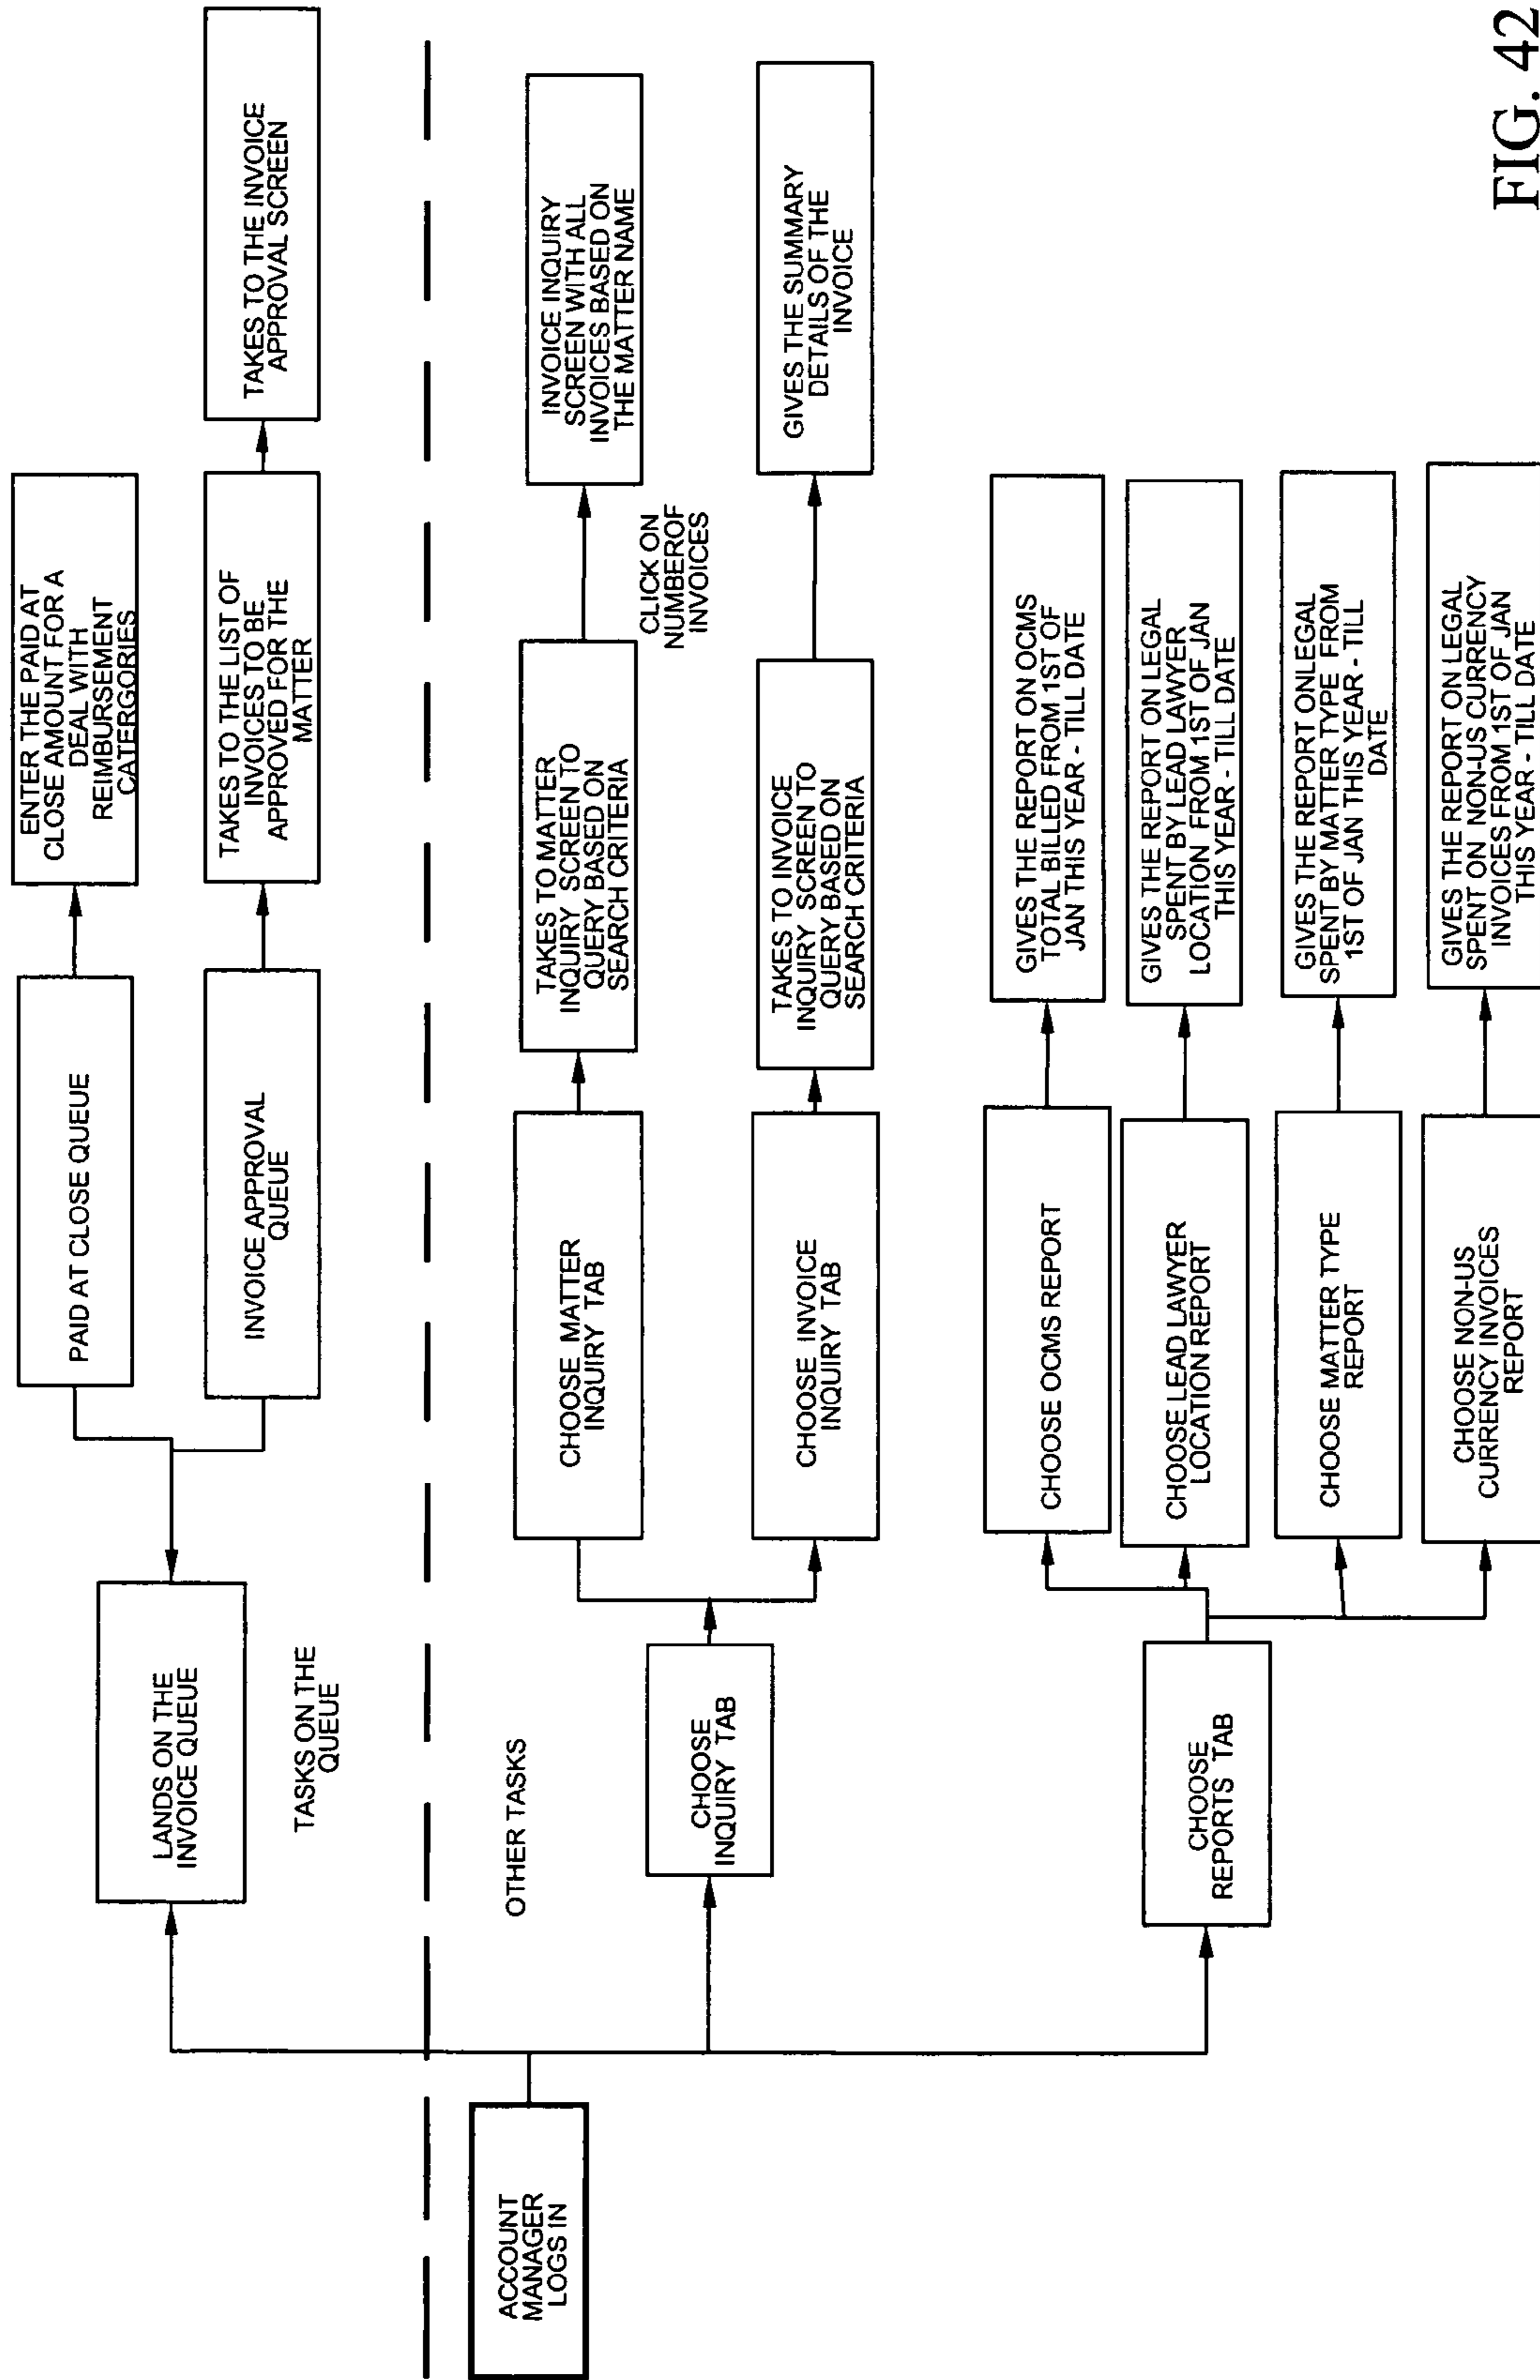 ACCOUNT
MANAGER
LOGS IN
LANDS ON THE
INVOICE QUEUE
TASKS ON THE
QUEUE
PAID AT CLOSE QUEUE
ENTER THE PAID AT
CLOSE AMOUNT FOR A
DEAL WITH
REIMBURSEMENT
CATERGORIES
INVOICE APPROVAL
QUEUE
TAKES TO THE LIST OF
INVOICES TO BE
APPROVED FOR THE
MATTER
TAKES TO THE INVOICE
APPROVAL SCREEN
OTHER TASKS
CHOOSE
INQUIRY TAB
CHOOSE MATTER
INQUIRY TAB
TAKES TO MATTER
INQUIRY SCREEN TO
QUERY BASED ON
SEARCH CRITERIA
CLICK ON
NUMBEROF
INVOICES
INVOICE INQUIRY
SCREEN WITH ALL
INVOICES BASED ON
THE MATTER NAME
CHOOSE INVOICE
INQUIRY TAB
TAKES TO INVOICE
INQUIRY SCREEN TO
QUERY BASED ON
SEARCH CRITERIA
GIVES THE SUMMARY
DETAILS OF THE
INVOICE
CHOOSE
REPORTS TAB
CHOOSE OCMS REPORT
GIVES THE REPORT ON OCMS
TOTAL BILLED FROM 1ST OF
JAN THIS YEAR - TILL DATE
CHOOSE LEAD LAWYER
LOCATION REPORT
GIVES THE REPORT ON LEGAL
SPENT BY LEAD LAWYER
LOCATION FROM 1ST OF JAN
THIS YEAR - TILL DATE
CHOOSE MATTER TYPE
REPORT
GIVES THE REPORT ONLEGAL
SPENT BY MATTER TYPE FROM
1ST OF JAN THIS YEAR - TILL
DATE
CHOOSE NON-US
CURRENCY INVOICES
REPORT
GIVES THE REPORT ON LEGAL
SPENT ON NON-US CURRENCY
INVOICES FROM 1ST OF JAN
THIS YEAR - TILL DATE
FIG. 42